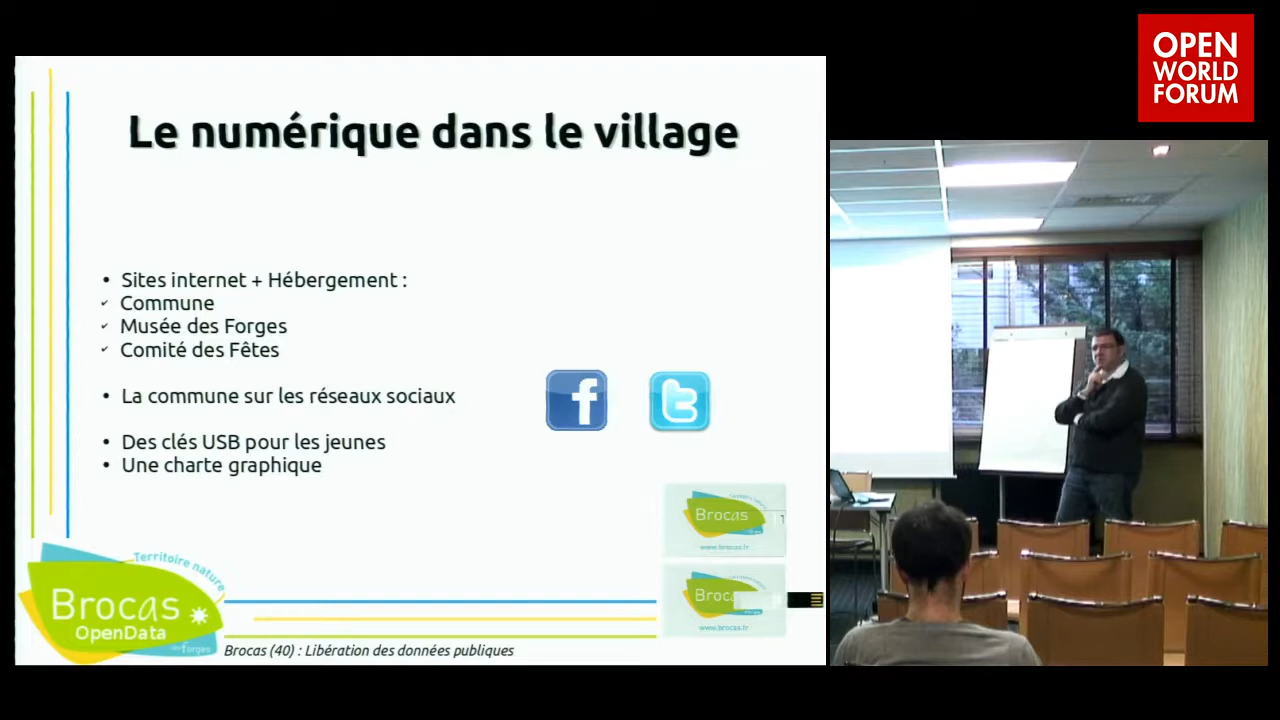 OPEN
WORLD
FORUM
Le numérique dans le village
• Sites internet + Hébergement :
✔ Commune
✔ Musée des Forges
✔ Comité des Fêtes
• La commune sur les réseaux sociaux
• Des clés USB pour les jeunes
• Une charte graphique
Brocas
www.brocas.fr
Brocas
www.brocas.fr
Territoire nature
Brocas
OpenData
des forges
Brocas (40) : Libération des données publiques